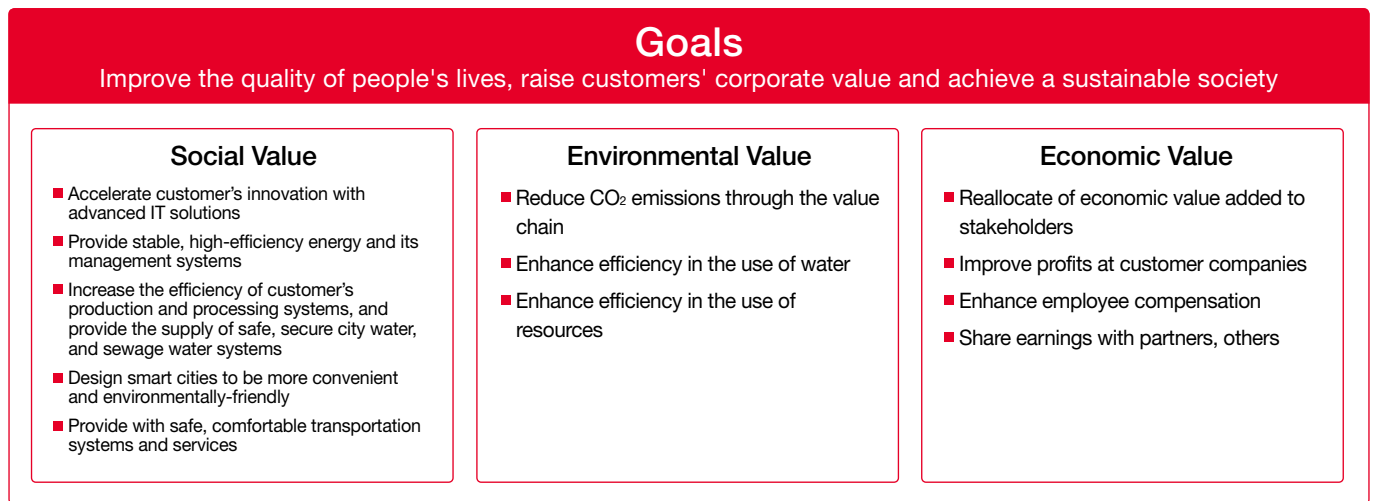 Goals
Improve the quality of people's lives, raise customers' corporate value and achieve a sustainable society
Social Value
Accelerate customer's innovation with
advanced IT solutions
Provide stable, high-efficiency energy and its
management systems
Increase the efficiency of customer's
production and processing systems, and
provide the supply of safe, secure city water,
and sewage water systems
Design smart cities to be more convenient
and environmentally-friendly
Provide with safe, comfortable transportation
systems and services
Environmental Value
Reduce CO₂ emissions through the value
chain
Enhance efficiency in the use of water
Enhance efficiency in the use of
resources
Economic Value
Reallocate of economic value added to
stakeholders
Improve profits at customer companies
Enhance employee compensation
Share earnings with partners, others